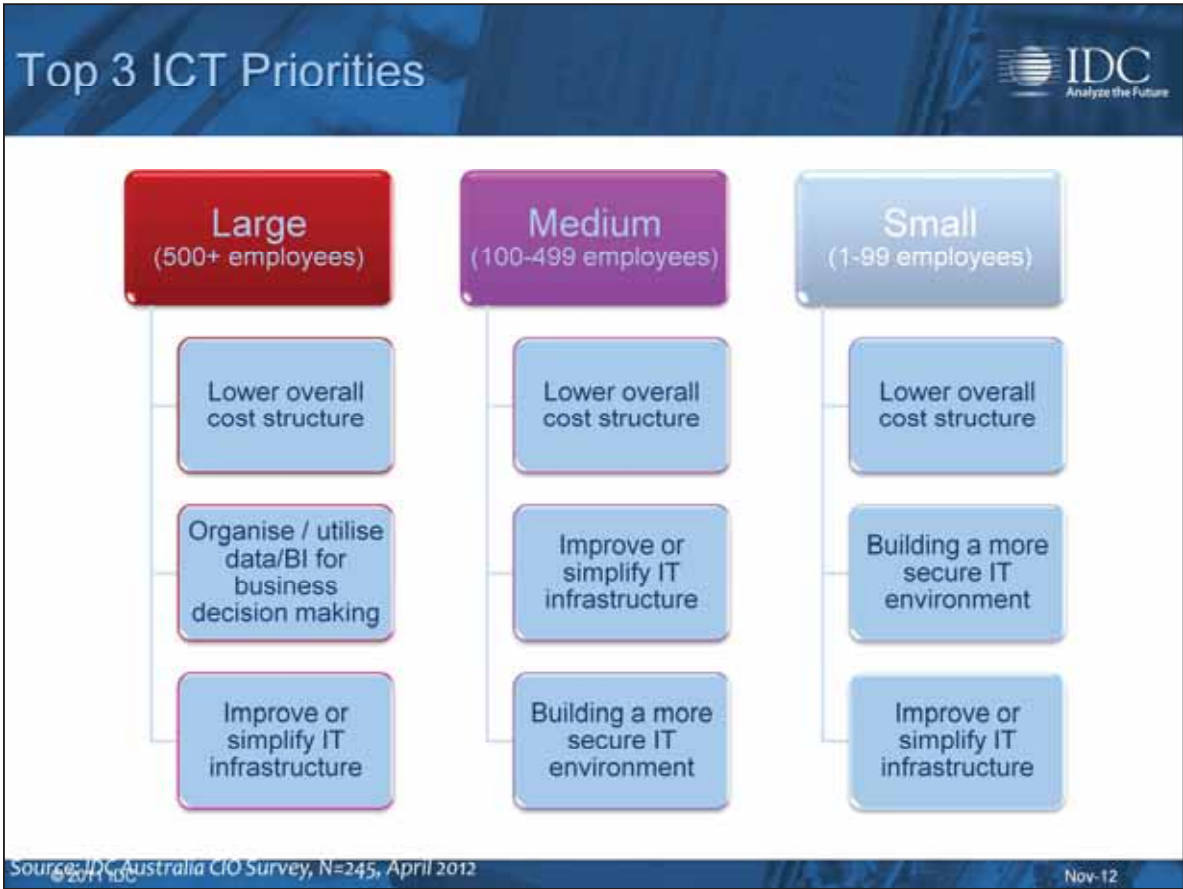 Top 3 ICT Priorities
IDC
Analyze the Future
Large
(500+ employees)
Lower overall
cost structure
Organise / utilise
data/BI for
business
decision making
Improve or
simplify IT
infrastructure
Medium
(100-499 employees)
Lower overall
cost structure
Improve or
simplify IT
infrastructure
Building a more
secure IT
environment
Small
(1-99 employees)
Lower overall
cost structure
Building a more
secure IT
environment
Improve or
simplify IT
infrastructure
Source: IDC Australia CIO Survey, N=245, April 2012
© 2011 IDC
Nov-12